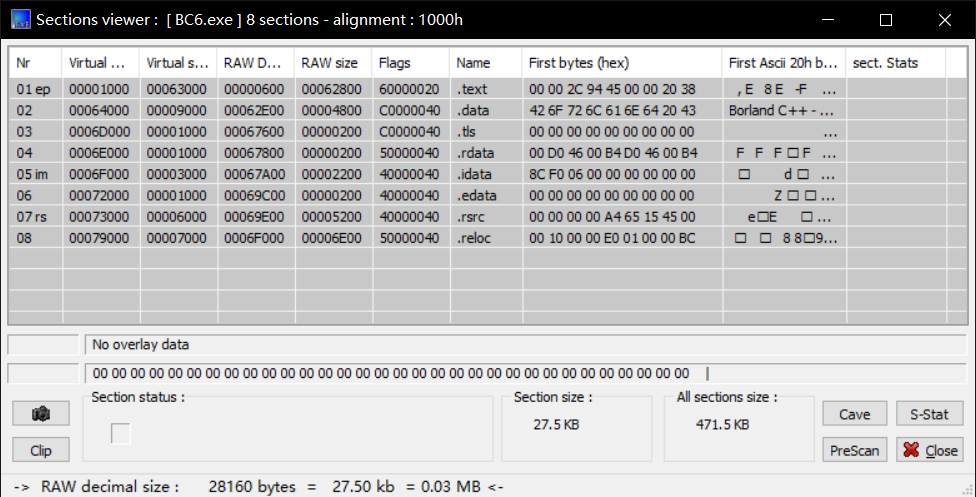 Sections viewer : [ BC6.exe ] 8 sections - alignment : 1000h
Nr Virtual ... Virtual s... RAW D... RAW size Flags Name First bytes (hex) First Ascii 20h b... sect. Stats
01 ep 00001000 00063000 00000600 00062800 60000020 .text 00 00 2C 94 45 00 00 20 38 , E 8 E -F ...
02 00064000 00009000 00062E00 00004800 C0000040 .data 42 6F 72 6C 61 6E 64 20 43 Borland C++ - ...
03 0006D000 00001000 00067600 00000200 C0000040 .tls 00 00 00 00 00 00 00 00 00 ...
04 0006E000 00001000 00067800 00000200 50000040 .rdata 00 D0 46 00 B4 D0 46 00 B4 F F F □ F ...
05 im 0006F000 00003000 00067A00 00002200 40000040 .idata 8C F0 06 00 00 00 00 00 00 □ d □ ...
06 00072000 00001000 00069C00 00000200 40000040 .edata 00 00 00 00 00 00 00 00 00 Z □ □ ...
07 rs 00073000 00006000 00069E00 00005200 40000040 .rsrc 00 00 00 00 A4 65 15 45 00 e□E □ ...
08 00079000 00007000 0006F000 00006E00 50000040 .reloc 00 10 00 00 E0 01 00 00 BC □ □ 8 8□9...
No overlay data
00 00 00 00 00 00 00 00 00 00 00 00 00 00 00 00 00 00 00 00 00 00 00 00 00 00 00 00 00 00 00 00 |
Section status :
Section size :
All sections size :
27.5 KB
471.5 KB
Cave
S-Stat
Clip
PreScan
Close
-> RAW decimal size : 28160 bytes = 27.50 kb = 0.03 MB <-